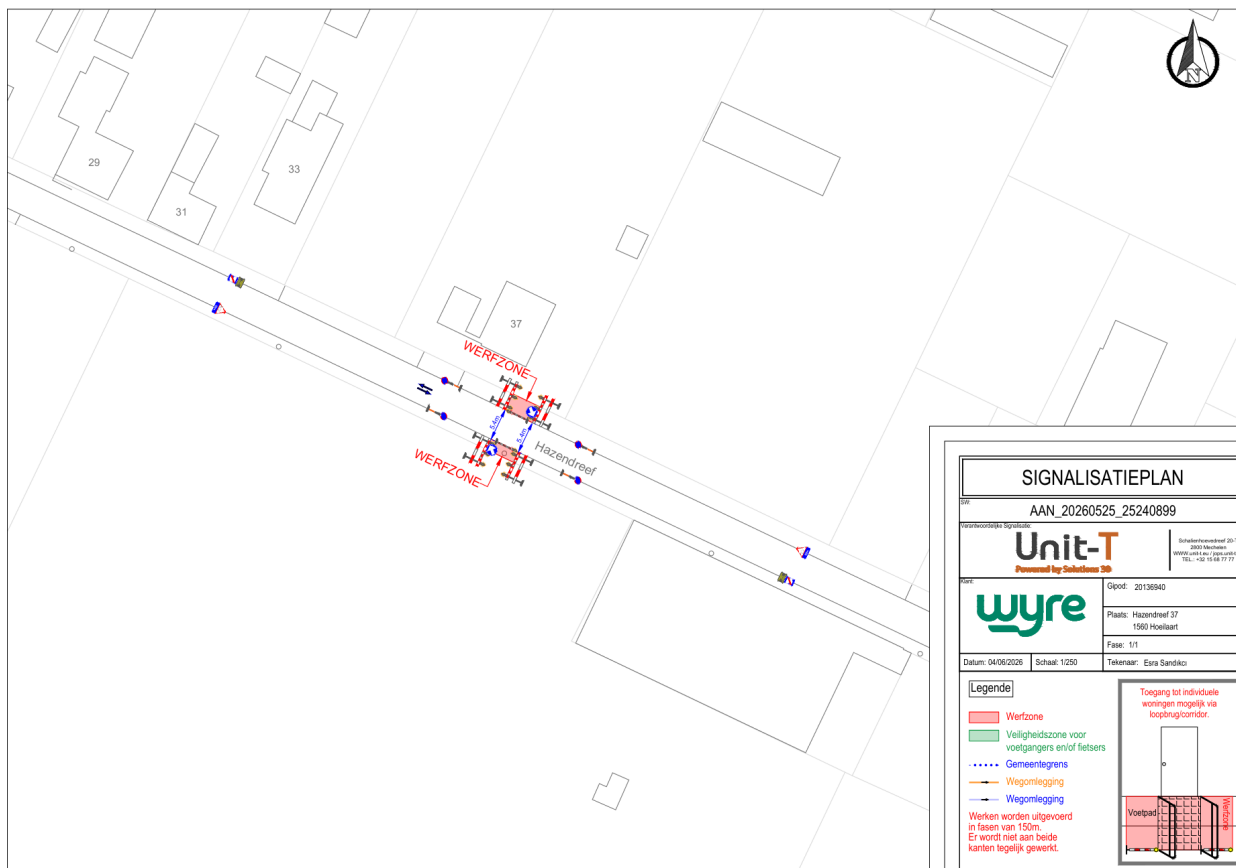 29
31
33
37
WERFZONE
5.4m
5.4m
Hazendreef
WERFZONE
N
SIGNALISATIEPLAN
SW:
AAN_20260525_25240899
Verantwoordelijke Signalisatie:
Unit-T
Powered by Solutions 30
2800 Mechelen
TEL.: +32 15 68 77 77
Klant:
wyre
Gipod: 20136940
Plaats: Hazendreef 37
1560 Hoeilaart
Fase: 1/1
Datum: 04/06/2026
Schaal: 1/250
Tekenaar: Esra Sandıkcı
Legende
Werfzone
Veiligheidszone voor
voetgangers en/of fietsers
Gemeentegrens
Wegomlegging
Wegomlegging
Werken worden uitgevoerd
in fasen van 150m.
Er wordt niet aan beide
kanten tegelijk gewerkt.
Toegang tot individuele
woningen mogelijk via
loopbrug/corridor.
Voetpad
Werfzone